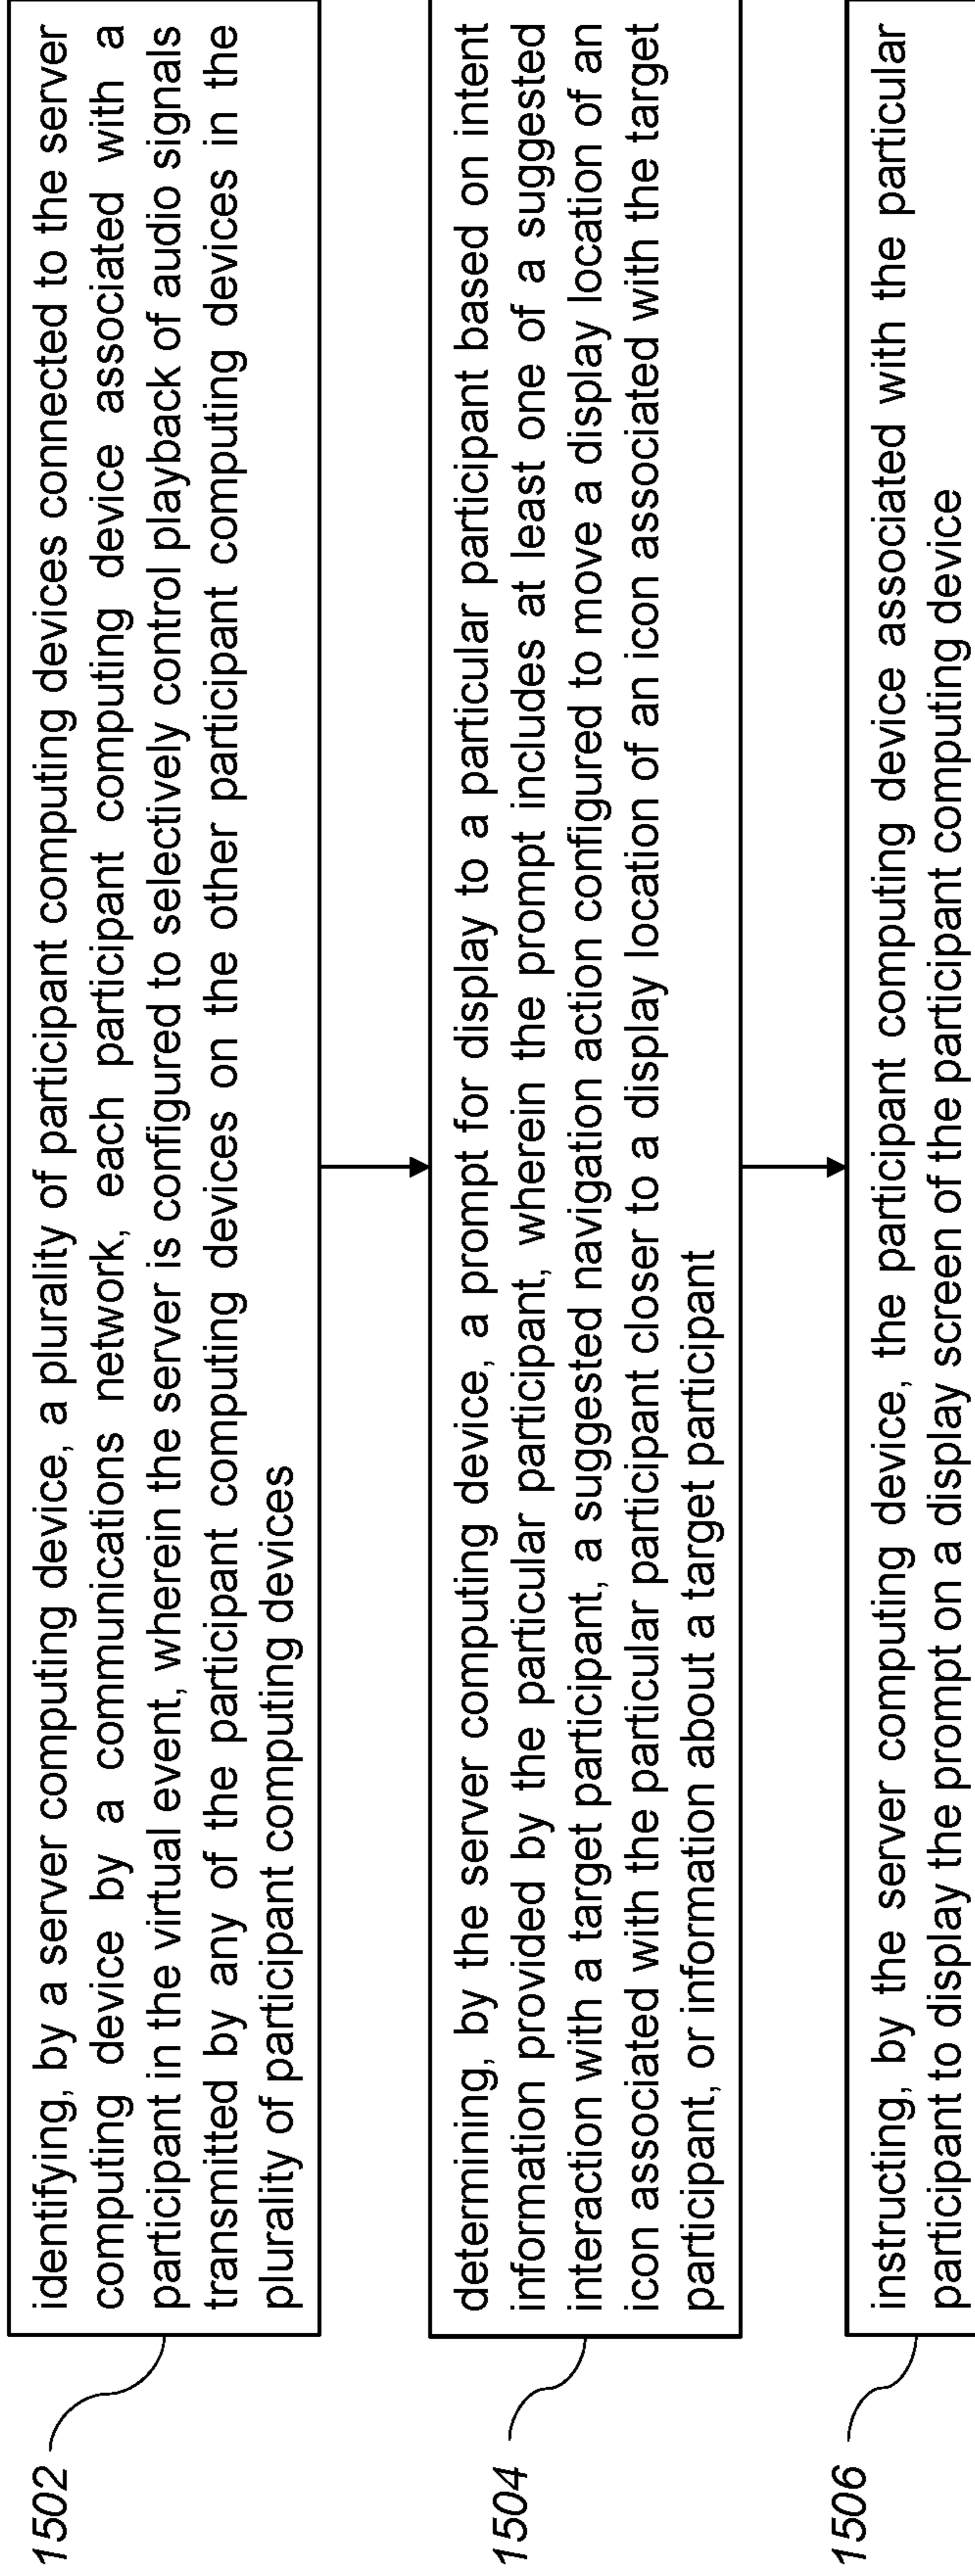 1502
identifying, by a server computing device, a plurality of participant computing devices connected to the server
computing device by a communications network, each participant computing device associated with a
participant in the virtual event, wherein the server is configured to selectively control playback of audio signals
transmitted by any of the participant computing devices on the other participant computing devices in the
plurality of participant computing devices
1504
determining, by the server computing device, a prompt for display to a particular participant based on intent
information provided by the particular participant, wherein the prompt includes at least one of a suggested
interaction with a target participant, a suggested navigation action configured to move a display location of an
icon associated with the particular participant closer to a display location of an icon associated with the target
participant, or information about a target participant
1506
instructing, by the server computing device, the participant computing device associated with the particular
participant to display the prompt on a display screen of the participant computing device